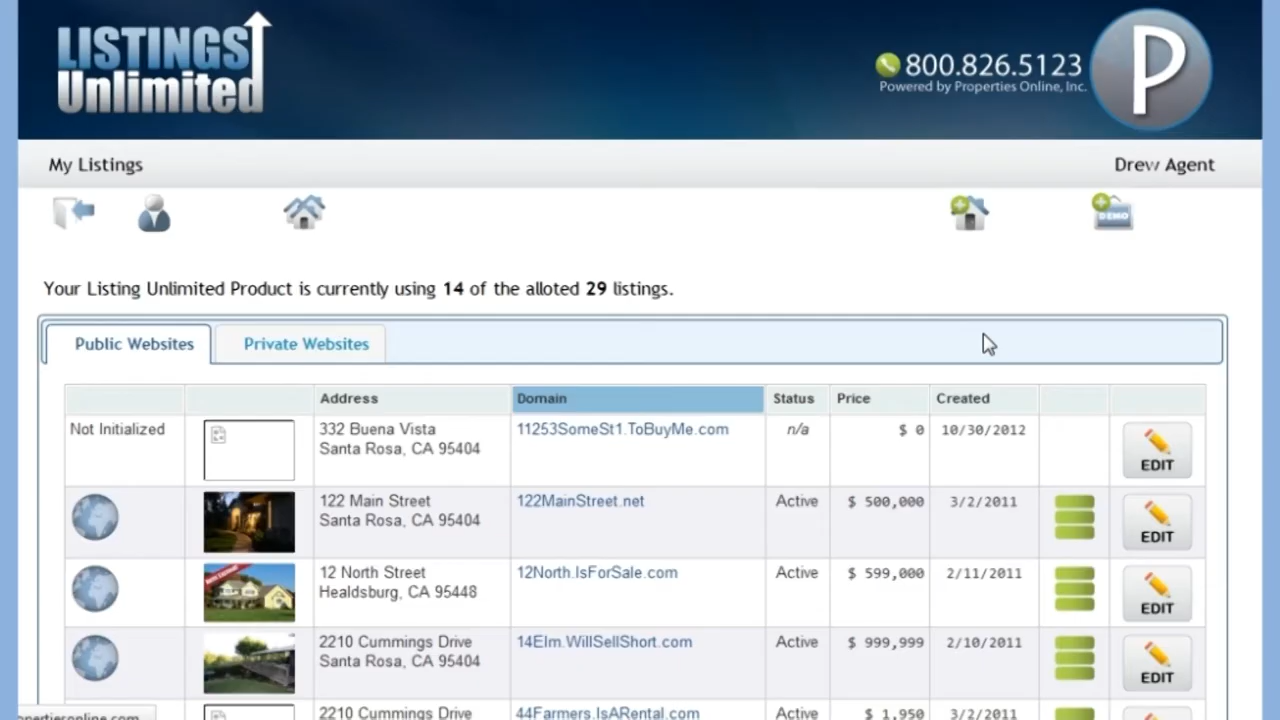 LISTINGS
Unlimited
800.826.5123
Powered by Properties Online, Inc.
P
My Listings
Drew Agent
DEMO
Your Listing Unlimited Product is currently using 14 of the alloted 29 listings.
Public Websites
Private Websites
Address Domain Status Price Created
Not Initialized 332 Buena Vista 11253SomeSt1.ToBuyMe.com n/a $ 0 10/30/2012
Santa Rosa, CA 95404
EDIT
122 Main Street 122MainStreet.net Active $ 500,000 3/2/2011
Santa Rosa, CA 95404
EDIT
12 North Street 12North.IsForSale.com Active $ 599,000 2/11/2011
Healdsburg, CA 95448
EDIT
2210 Cummings Drive 14Elm.WillSellShort.com Active $ 999,999 2/10/2011
Santa Rosa, CA 95404
EDIT
2210 Cummings Drive 44Farmers.IsARental.com Active $ 1,950 3/2/2011